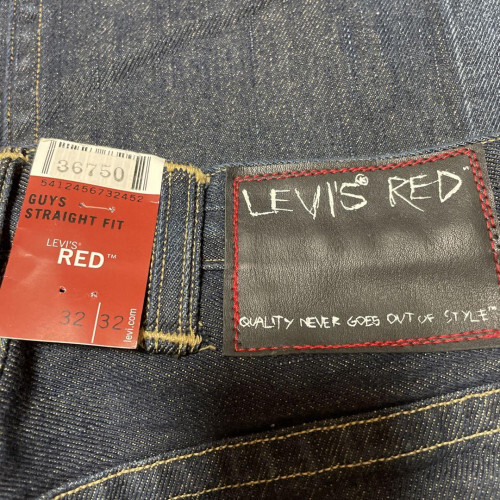 36750
5412456732452
GUYS
STRAIGHT FIT
LEVI'S®
RED™
32 32
levi.com
LEVI'S® RED™
QUALITY NEVER GOES OUT OF STYLE™